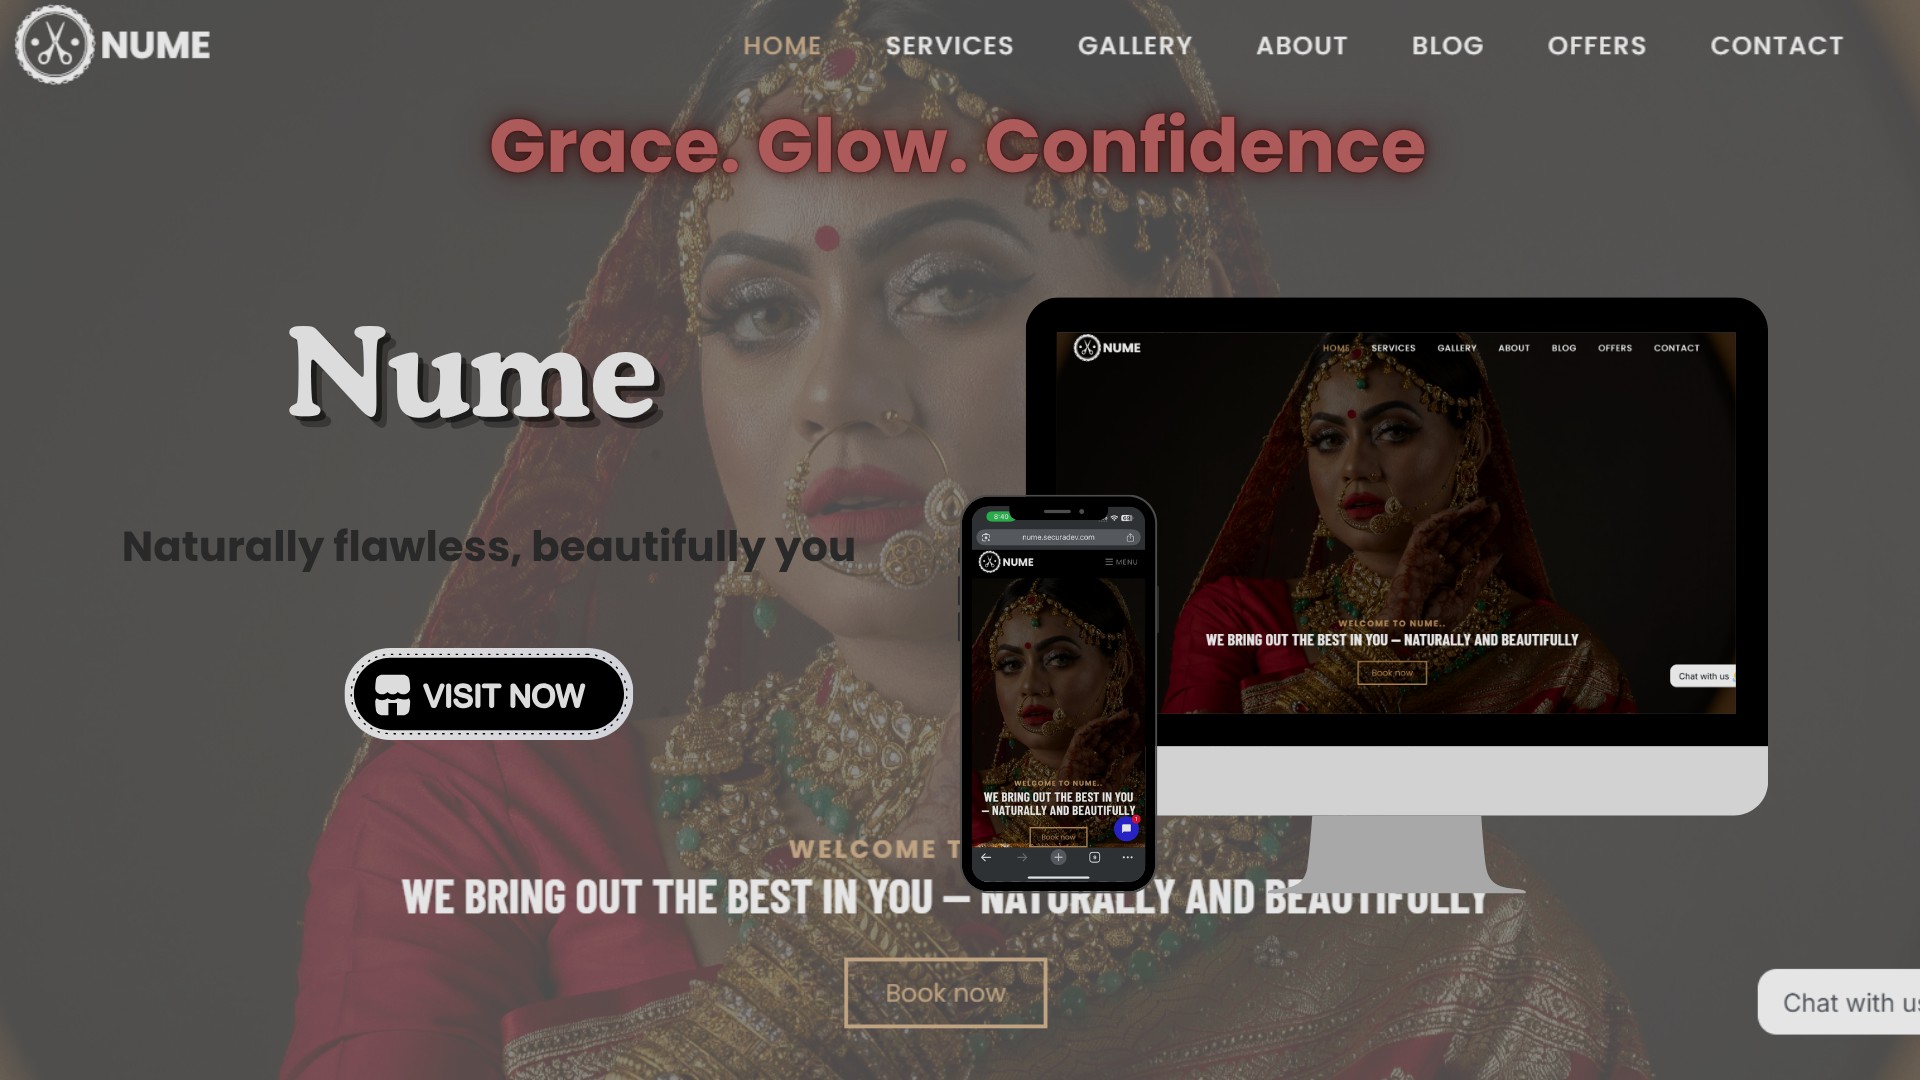 NUME
HOME SERVICES GALLERY ABOUT BLOG OFFERS CONTACT
Grace. Glow. Confidence
Nume
Naturally flawless, beautifully you
VISIT NOW
NUME
HOME SERVICES GALLERY ABOUT BLOG OFFERS CONTACT
WELCOME TO NUME..
WE BRING OUT THE BEST IN YOU — NATURALLY AND BEAUTIFULLY
Book now
Chat with us
8:40
nume.securadev.com
NUME
MENU
WELCOME TO NUME..
WE BRING OUT THE BEST IN YOU
— NATURALLY AND BEAUTIFULLY
Book now
1
WELCOME T
WE BRING OUT THE BEST IN YOU — NATURALLY AND BEAUTIFULLY
Book now
Chat with us